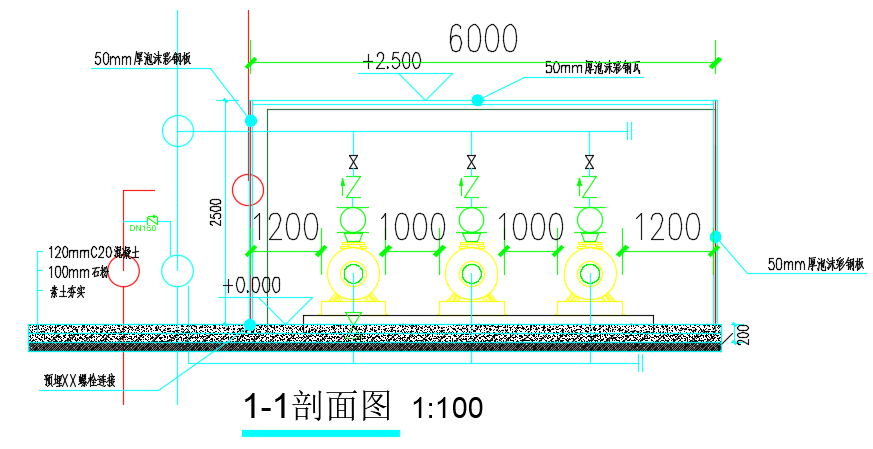 6000
50mm厚泡沫彩钢板
+2.500
50mm厚泡沫彩钢瓦
2500
DN150
1200
1000
1000
1200
120mmC20混凝土
100mm石粉
素土夯实
+0.000
50mm厚泡沫彩钢板
200
预埋XX螺栓连接
1-1剖面图 1:100